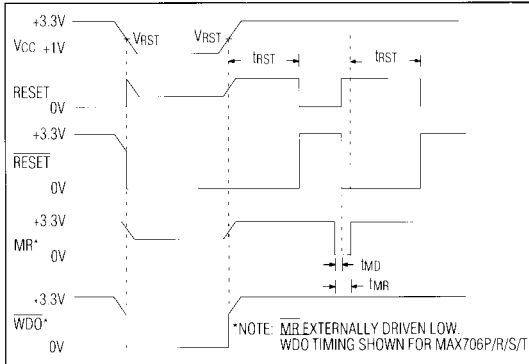 +3.3V
VRST
VRST
VCC +1V
tRST
tRST
RESET
0V
+3.3V
RESET
0V
+3.3V
MR*
0V
tMD
tMR
+3.3V
WDO*
0V
*NOTE: MR EXTERNALLY DRIVEN LOW.
WDO TIMING SHOWN FOR MAX706P/R/S/T